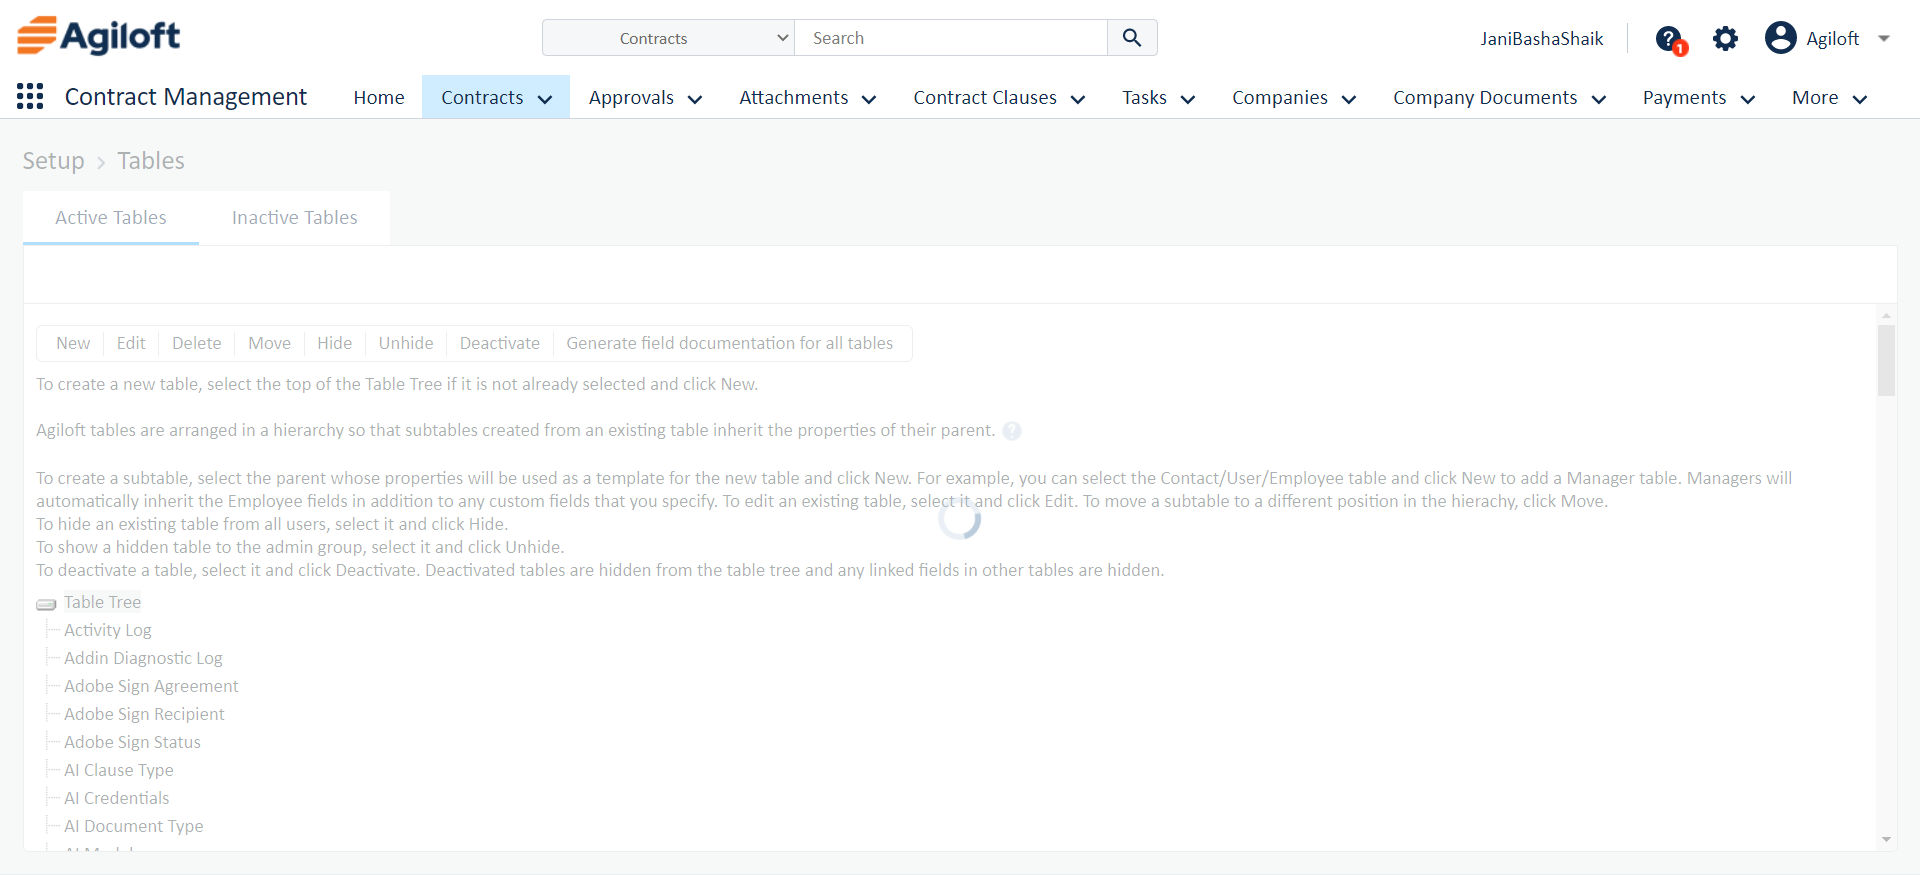 Agiloft
Contracts
Search
JaniBashaShaik
?
1
Agiloft
Contract Management
Home
Contracts
Approvals
Attachments
Contract Clauses
Tasks
Companies
Company Documents
Payments
More
Setup > Tables
Active Tables
Inactive Tables
New
Edit
Delete
Move
Hide
Unhide
Deactivate
Generate field documentation for all tables
To create a new table, select the top of the Table Tree if it is not already selected and click New.
Agiloft tables are arranged in a hierarchy so that subtables created from an existing table inherit the properties of their parent. ?
To create a subtable, select the parent whose properties will be used as a template for the new table and click New. For example, you can select the Contact/User/Employee table and click New to add a Manager table. Managers will
automatically inherit the Employee fields in addition to any custom fields that you specify. To edit an existing table, select it and click Edit. To move a subtable to a different position in the hierachy, click Move.
To hide an existing table from all users, select it and click Hide.
To show a hidden table to the admin group, select it and click Unhide.
To deactivate a table, select it and click Deactivate. Deactivated tables are hidden from the table tree and any linked fields in other tables are hidden.
Table Tree
Activity Log
Addin Diagnostic Log
Adobe Sign Agreement
Adobe Sign Recipient
Adobe Sign Status
AI Clause Type
AI Credentials
AI Document Type